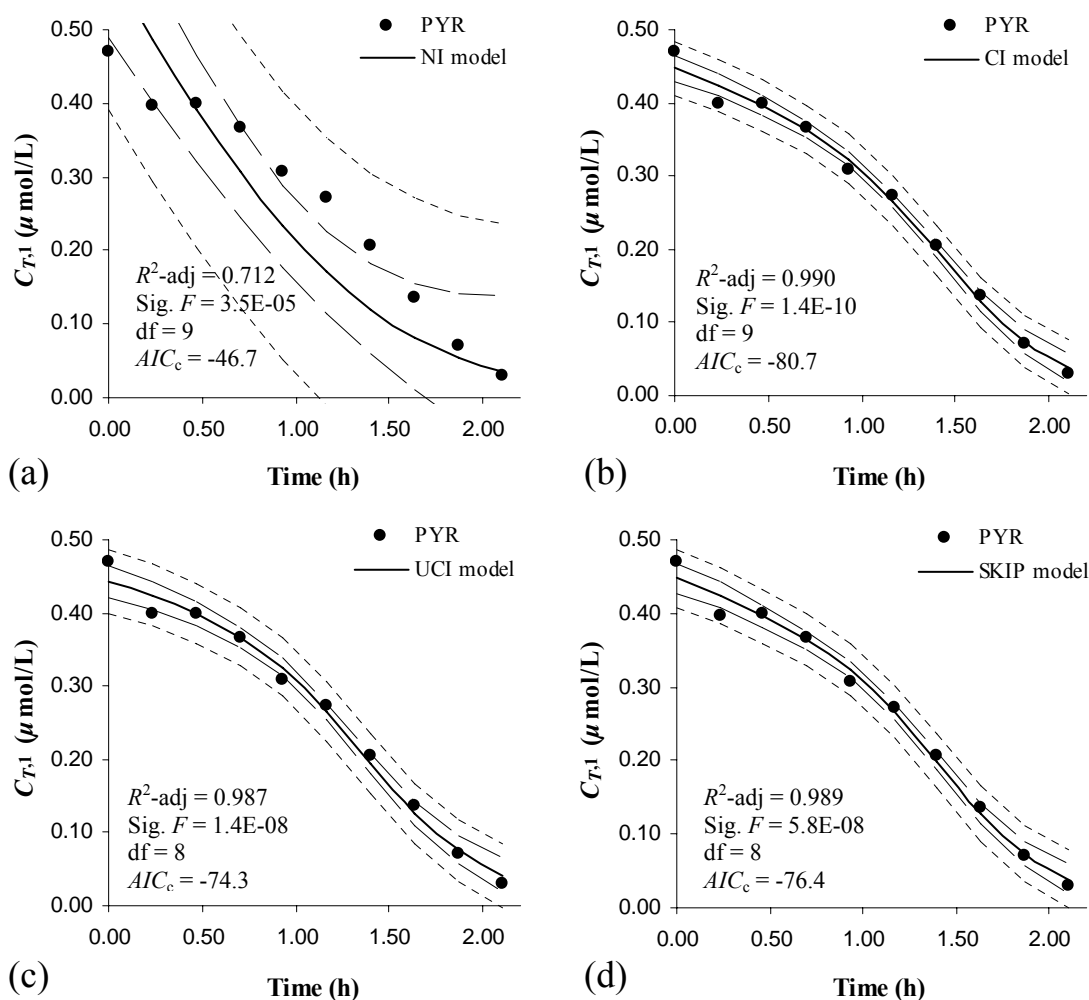 PYR
NI model
0.50
0.40
0.30
0.20
0.10
0.00
C_T,1 (μ mol/L)
R²-adj = 0.712
Sig. F = 3.5E-05
df = 9
AIC_c = -46.7
0.00 0.50 1.00 1.50 2.00
Time (h)
(a)
PYR
CI model
0.50
0.40
0.30
0.20
0.10
0.00
C_T,1 (μ mol/L)
R²-adj = 0.990
Sig. F = 1.4E-10
df = 9
AIC_c = -80.7
0.00 0.50 1.00 1.50 2.00
Time (h)
(b)
PYR
UCI model
0.50
0.40
0.30
0.20
0.10
0.00
C_T,1 (μ mol/L)
R²-adj = 0.987
Sig. F = 1.4E-08
df = 8
AIC_c = -74.3
0.00 0.50 1.00 1.50 2.00
Time (h)
(c)
PYR
SKIP model
0.50
0.40
0.30
0.20
0.10
0.00
C_T,1 (μ mol/L)
R²-adj = 0.989
Sig. F = 5.8E-08
df = 8
AIC_c = -76.4
0.00 0.50 1.00 1.50 2.00
Time (h)
(d)